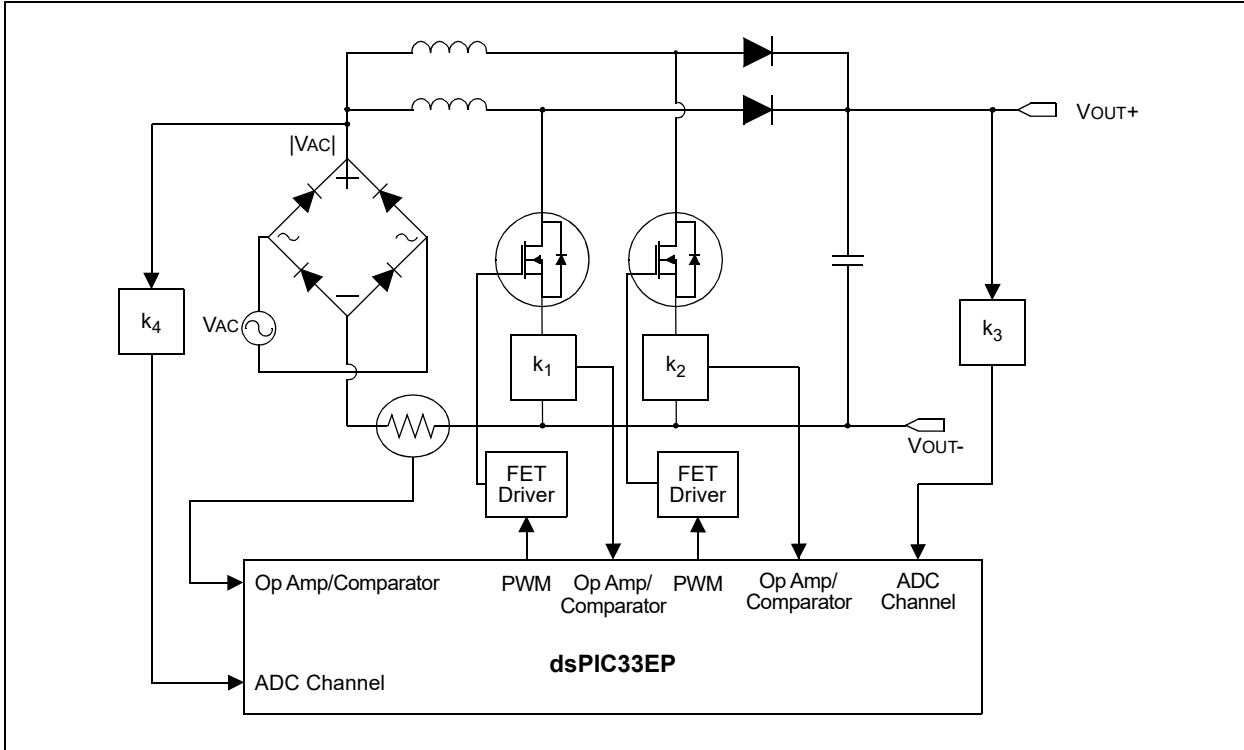 VOUT+
|VAC|
k4
VAC
k3
k1
k2
VOUT-
FET
Driver
FET
Driver
Op Amp/Comparator
PWM
Op Amp/
Comparator
PWM
Op Amp/
Comparator
ADC
Channel
dsPIC33EP
ADC Channel